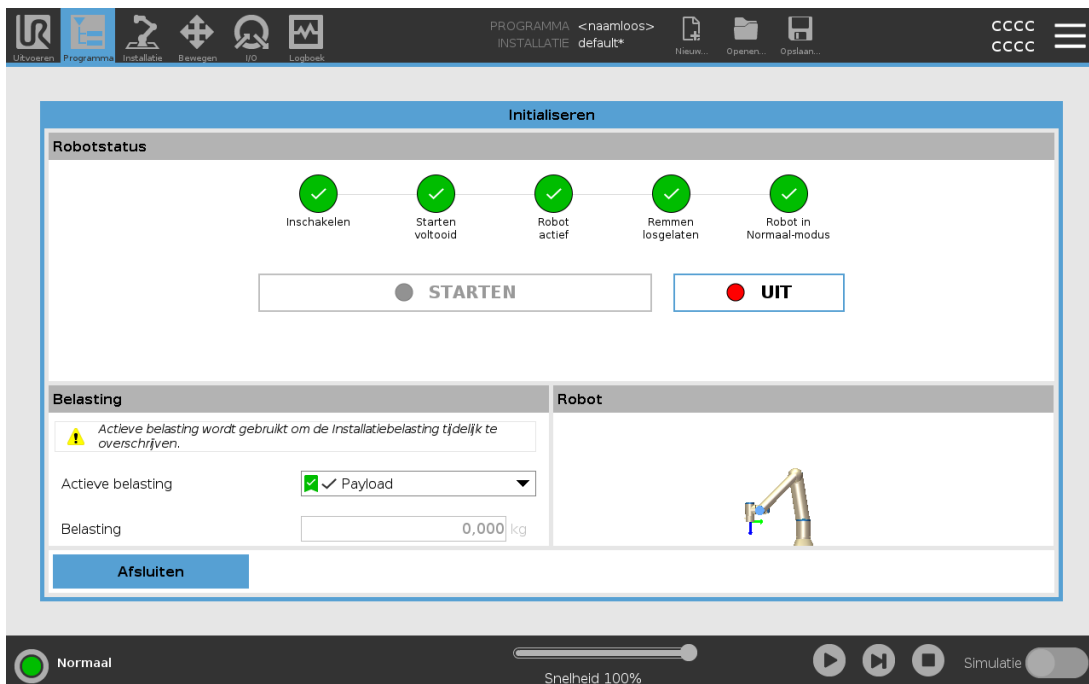 PROGRAMMA <naamloos>
INSTALLATIE default*
CCCC
CCCC
Uitvoeren Programma Installatie Bewegen I/O Logboek Nieuw... Openen... Opslaan...
Initialiseren
Robotstatus
Inschakelen
Starten
voltooid
Robot
actief
Remmen
losgelaten
Robot in
Normaal-modus
STARTEN
UIT
Belasting
Actieve belasting wordt gebruikt om de Installatiebelasting tijdelijk te
overschrijven.
Actieve belasting
Payload
Belasting
0,000 kg
Robot
Afsluiten
Normaal
Snelheid 100%
Simulatie